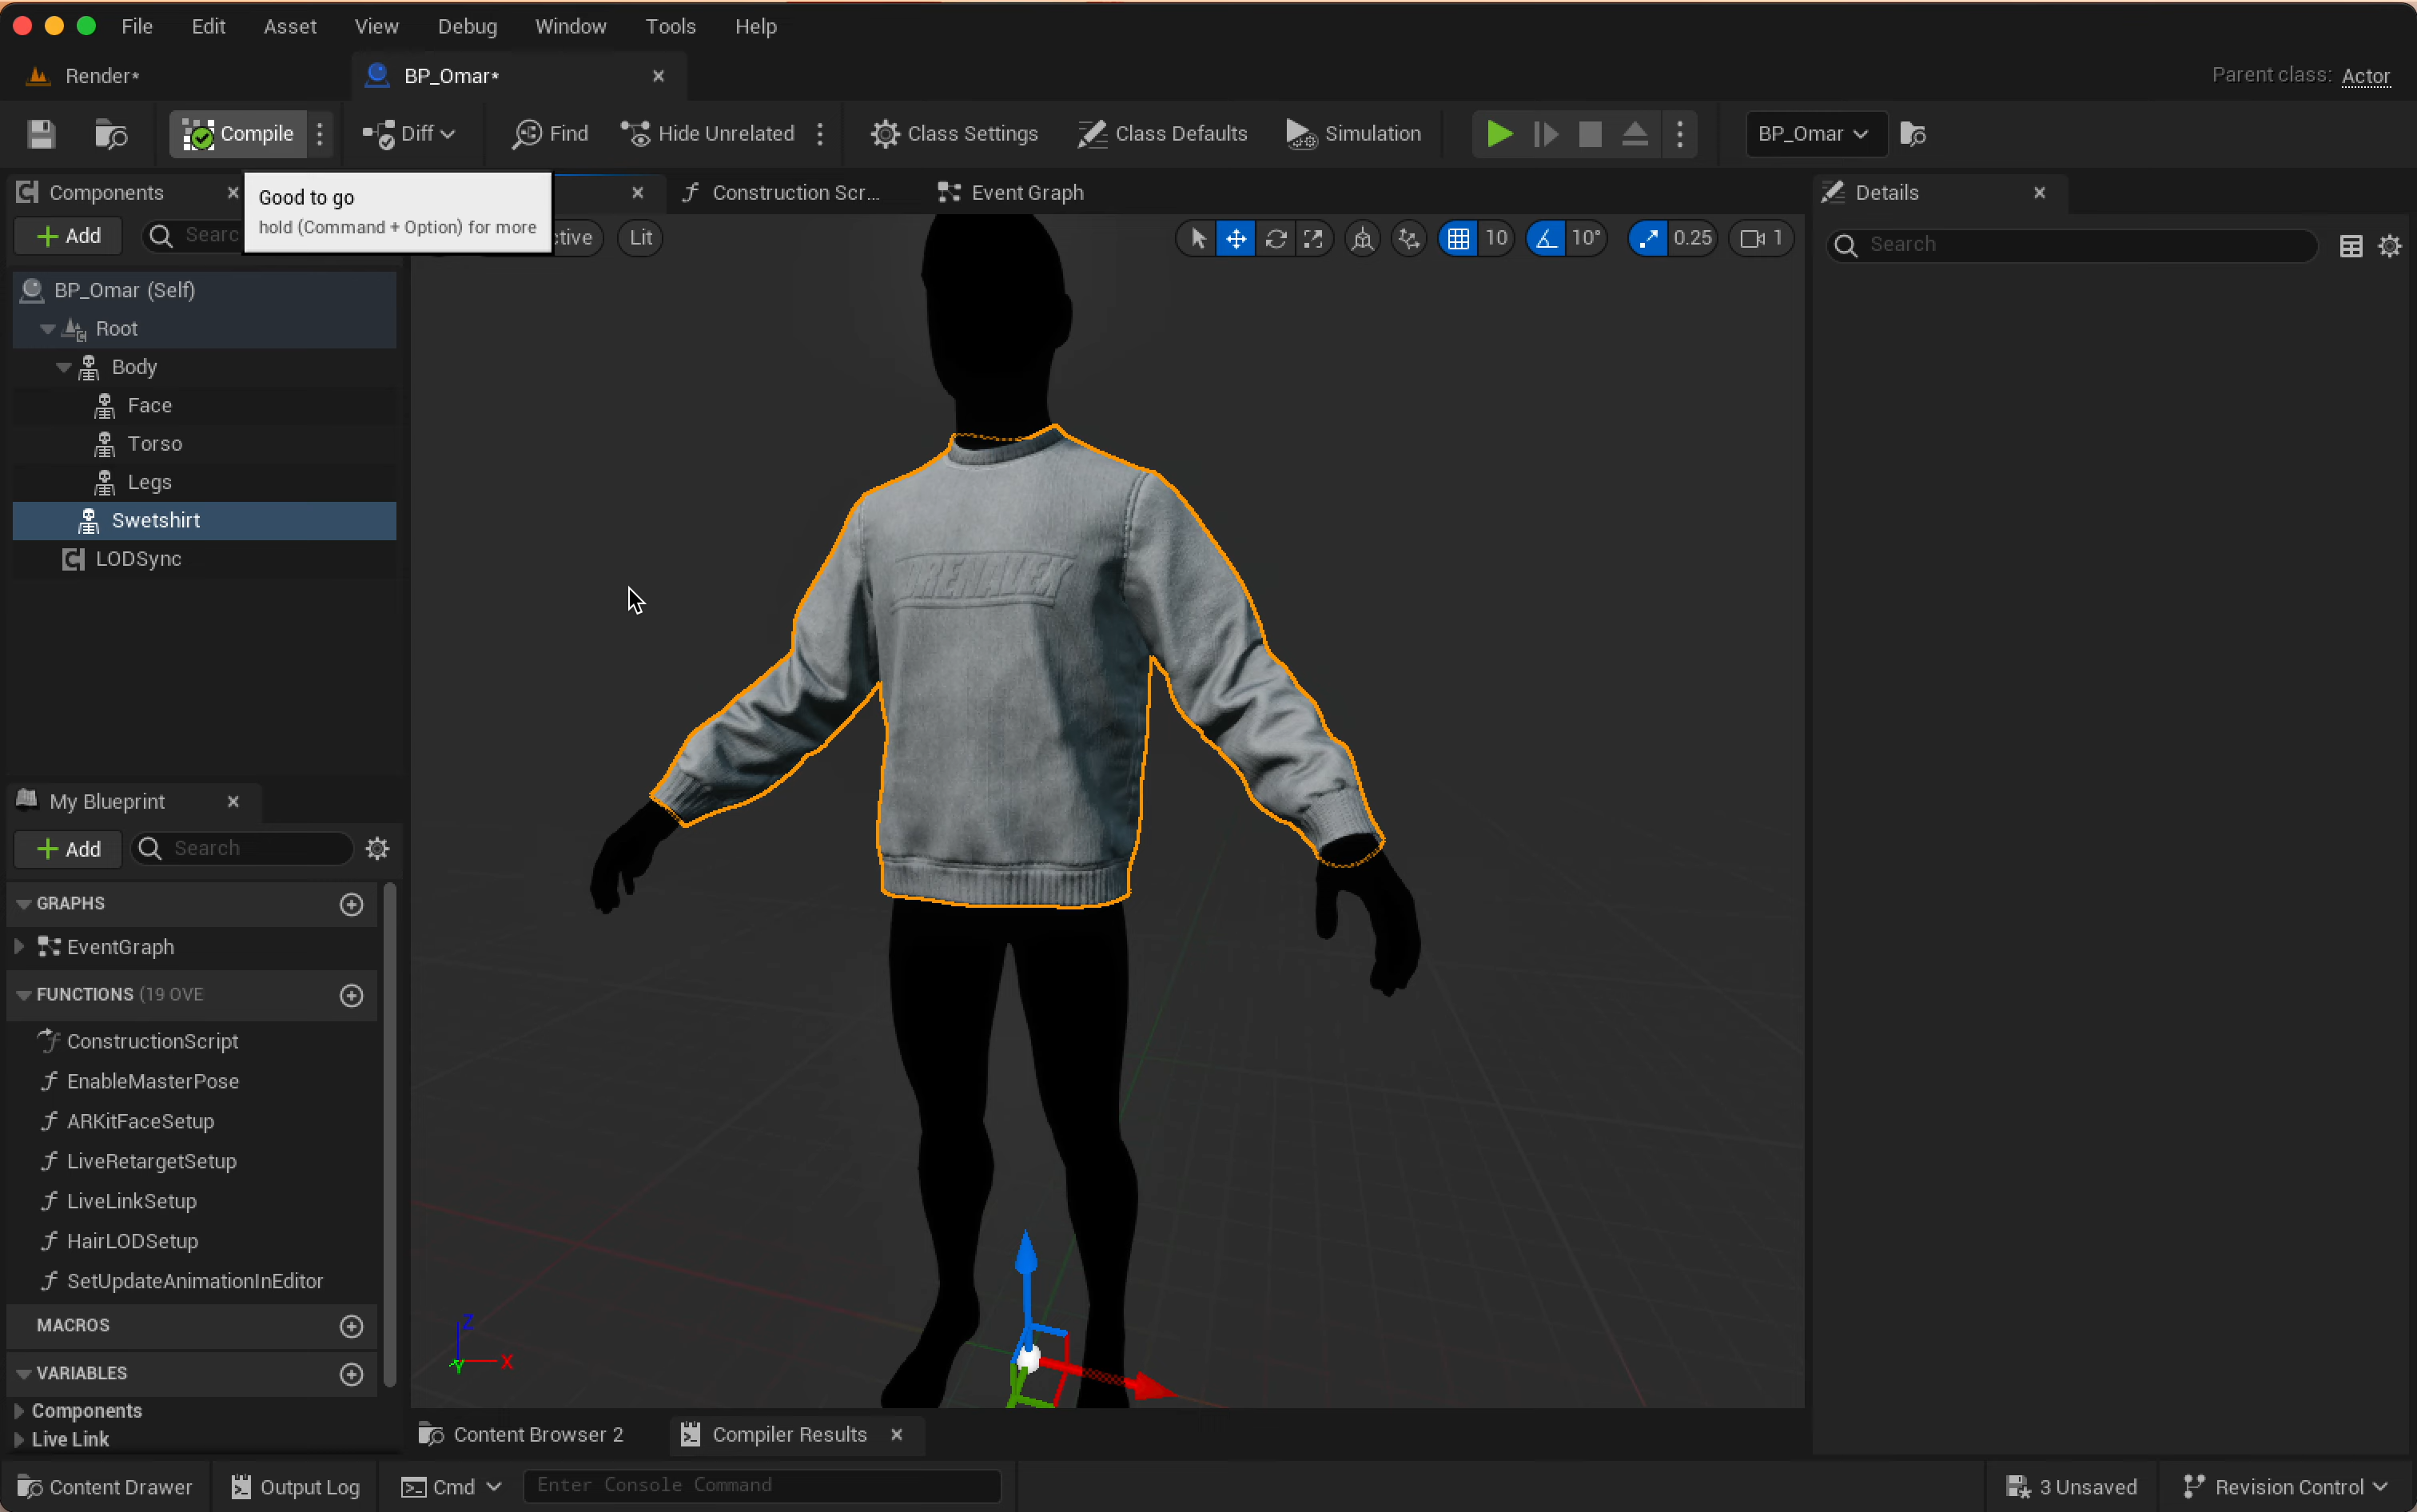 File Edit Asset View Debug Window Tools Help
Render*
BP_Omar*
Parent class: Actor
Compile
Diff
Find
Hide Unrelated
Class Settings
Class Defaults
Simulation
BP_Omar
Components
Good to go
hold (Command + Option) for more
Construction Scr...
Event Graph
Details
Add
Searc
ctive
Lit
10
10°
0.25
1
Search
BP_Omar (Self)
Root
Body
Face
Torso
Legs
Swetshirt
LODSync
My Blueprint
Add
Search
GRAPHS
EventGraph
FUNCTIONS (19 OVE
ConstructionScript
EnableMasterPose
ARKitFaceSetup
LiveRetargetSetup
LiveLinkSetup
HairLODSetup
SetUpdateAnimationInEditor
MACROS
VARIABLES
Components
Live Link
Z
X
Y
Content Browser 2
Compiler Results
Content Drawer
Output Log
Cmd
Enter Console Command
3 Unsaved
Revision Control